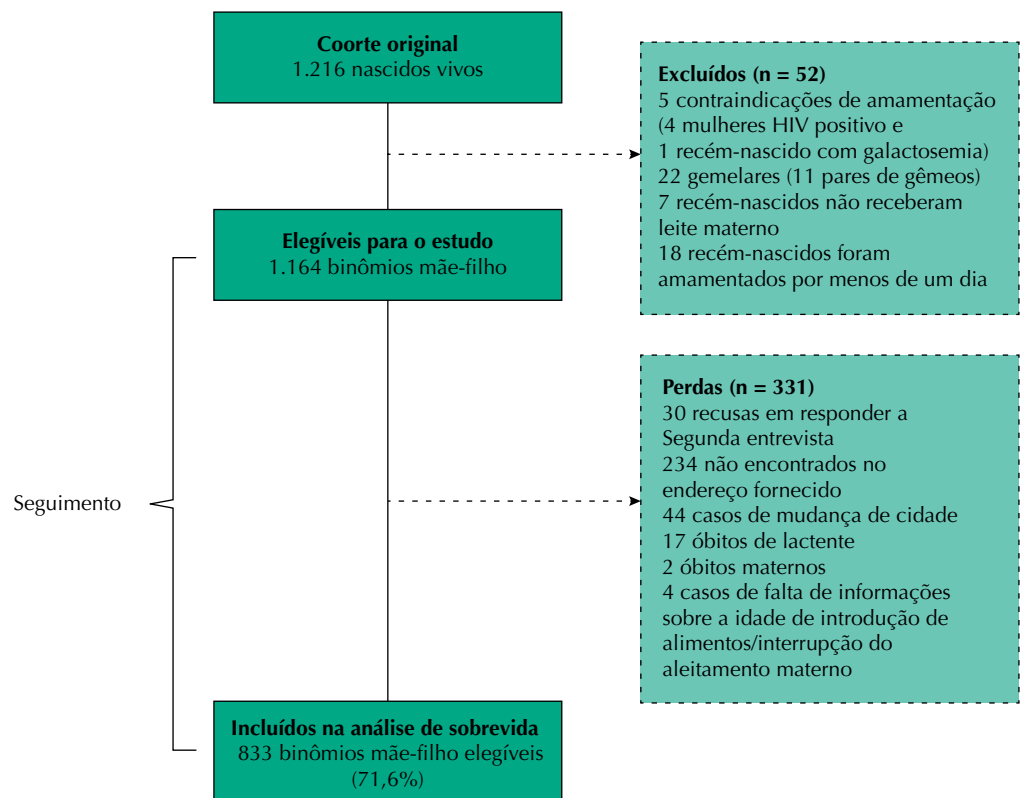 Coorte original
1.216 nascidos vivos
Excluídos (n = 52)
5 contraindicações de amamentação
(4 mulheres HIV positivo e
1 recém-nascido com galactosemia)
22 gemelares (11 pares de gêmeos)
7 recém-nascidos não receberam
leite materno
18 recém-nascidos foram
amamentados por menos de um dia
Elegíveis para o estudo
1.164 binômios mãe-filho
Perdas (n = 331)
30 recusas em responder a
Segunda entrevista
234 não encontrados no
endereço fornecido
44 casos de mudança de cidade
17 óbitos de lactente
2 óbitos maternos
4 casos de falta de informações
sobre a idade de introdução de
alimentos/interrupção do
aleitamento materno
Seguimento
Incluídos na análise de sobrevida
833 binômios mãe-filho elegíveis
(71,6%)